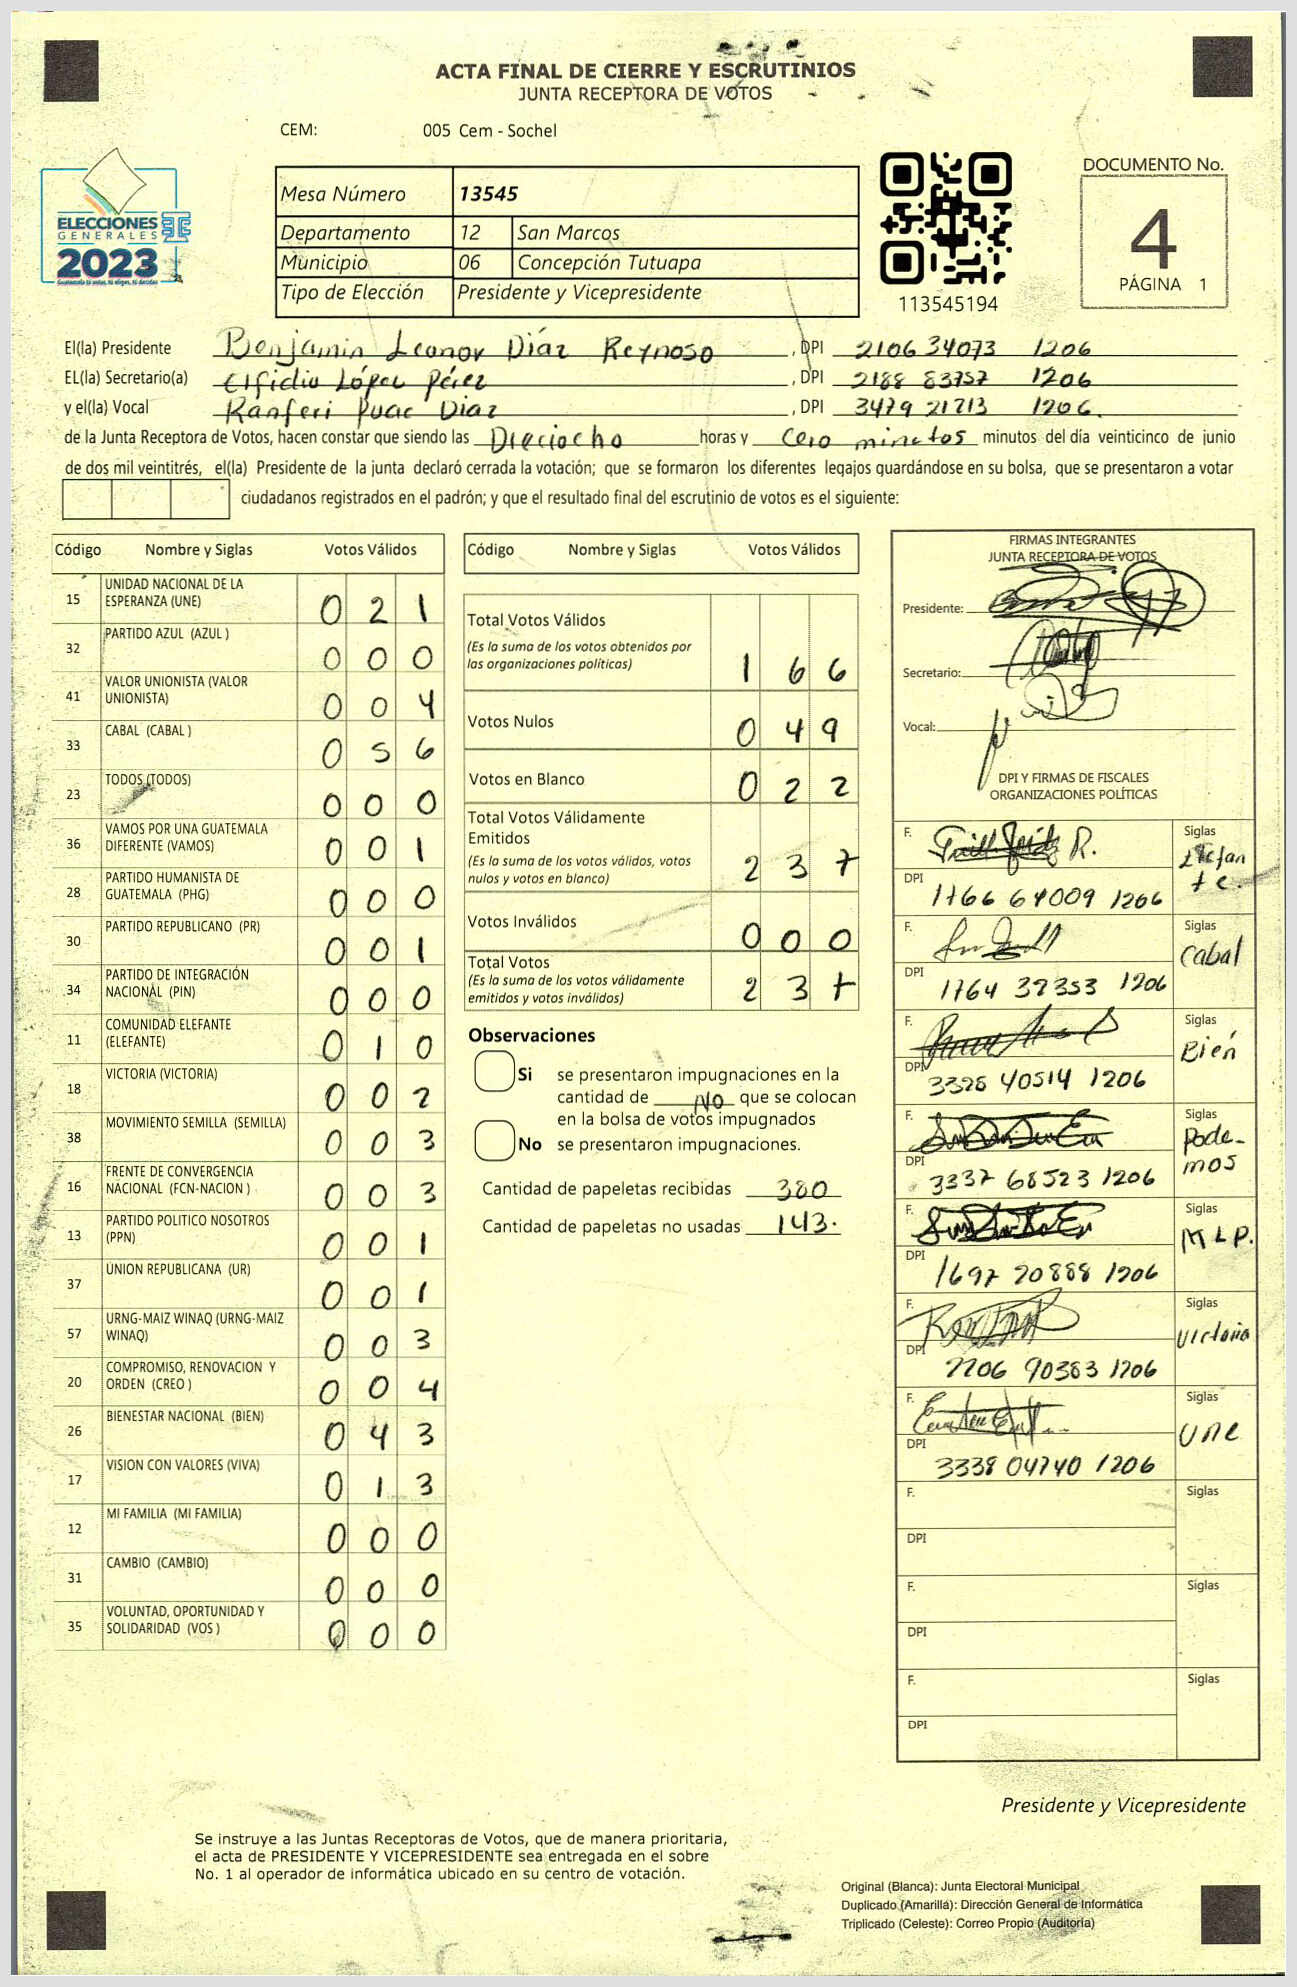 ACTA FINAL DE CIERRE Y ESCRUTINIOS
JUNTA RECEPTORA DE VOTOS
CEM: 005 Cem - Sochel
ELECCIONES
GENERALES
2023
Mesa Número 13545
Departamento 12 San Marcos
Municipio 06 Concepción Tutuapa
Tipo de Elección Presidente y Vicepresidente
113545194
DOCUMENTO No.
4
PÁGINA 1
El(la) Presidente Benjamin Leonor Díaz Reynoso, DPI 2106 34073 1206
EL(la) Secretario(a) Elfidio López Pérez, DPI 2188 83757 1206
y el(la) Vocal Ranferi Puac Diaz, DPI 3479 21713 1206.
de la Junta Receptora de Votos, hacen constar que siendo las Dieciocho horas y cero minutos minutos del día veinticinco de junio
de dos mil veintitrés, el(la) Presidente de la junta declaró cerrada la votación; que se formaron los diferentes legajos guardándose en su bolsa, que se presentaron a votar
ciudadanos registrados en el padrón; y que el resultado final del escrutinio de votos es el siguiente:
Código Nombre y Siglas Votos Válidos
15 UNIDAD NACIONAL DE LA ESPERANZA (UNE) 0 2 1
32 PARTIDO AZUL (AZUL ) 0 0 0
41 VALOR UNIONISTA (VALOR UNIONISTA) 0 0 4
33 CABAL (CABAL ) 0 5 6
23 TODOS (TODOS) 0 0 0
36 VAMOS POR UNA GUATEMALA DIFERENTE (VAMOS) 0 0 1
28 PARTIDO HUMANISTA DE GUATEMALA (PHG) 0 0 0
30 PARTIDO REPUBLICANO (PR) 0 0 1
34 PARTIDO DE INTEGRACIÓN NACIONAL (PIN) 0 0 0
11 COMUNIDAD ELEFANTE (ELEFANTE) 0 1 0
18 VICTORIA (VICTORIA) 0 0 2
38 MOVIMIENTO SEMILLA (SEMILLA) 0 0 3
16 FRENTE DE CONVERGENCIA NACIONAL (FCN-NACION ) 0 0 3
13 PARTIDO POLITICO NOSOTROS (PPN) 0 0 1
37 UNION REPUBLICANA (UR) 0 0 1
57 URNG-MAIZ WINAQ (URNG-MAIZ WINAQ) 0 0 3
20 COMPROMISO, RENOVACION Y ORDEN (CREO ) 0 0 4
26 BIENESTAR NACIONAL (BIEN) 0 4 3
17 VISION CON VALORES (VIVA) 0 1 3
12 MI FAMILIA (MI FAMILIA) 0 0 0
31 CAMBIO (CAMBIO) 0 0 0
35 VOLUNTAD, OPORTUNIDAD Y SOLIDARIDAD (VOS ) 0 0 0
Código Nombre y Siglas Votos Válidos
Total Votos Válidos 1 6 6
(Es la suma de los votos obtenidos por
las organizaciones políticas)
Votos Nulos 0 4 9
Votos en Blanco 0 2 2
Total Votos Válidamente
Emitidos 2 3 7
(Es la suma de los votos válidos, votos
nulos y votos en blanco)
Votos Inválidos 0 0 0
Total Votos 2 3 7
(Es la suma de los votos válidamente
emitidos y votos inválidos)
Observaciones
Si se presentaron impugnaciones en la
cantidad de NO que se colocan
en la bolsa de votos impugnados
No se presentaron impugnaciones.
Cantidad de papeletas recibidas 380
Cantidad de papeletas no usadas 143.
FIRMAS INTEGRANTES
JUNTA RECEPTORA DE VOTOS
Presidente:
Secretario:
Vocal:
DPI Y FIRMAS DE FISCALES
ORGANIZACIONES POLÍTICAS
F. Siglas
DPI 1766 64009 1206
F. Siglas Cabal
DPI 1764 37353 1206
F. Siglas Bien
DPI 3328 40514 1206
F. Siglas Pode-
mos
DPI 3337 68523 1206
F. Siglas MLP.
DPI 1697 20888 1206
F. Siglas Victoria
DPI 2206 90383 1206
F. Siglas UNE
DPI 3338 04740 1206
F. Siglas
DPI
F. Siglas
DPI
F. Siglas
DPI
Presidente y Vicepresidente
Se instruye a las Juntas Receptoras de Votos, que de manera prioritaria,
el acta de PRESIDENTE Y VICEPRESIDENTE sea entregada en el sobre
No. 1 al operador de informática ubicado en su centro de votación.
Original (Blanca): Junta Electoral Municipal
Duplicado (Amarilla): Dirección General de Informática
Triplicado (Celeste): Correo Propio (Auditoría)